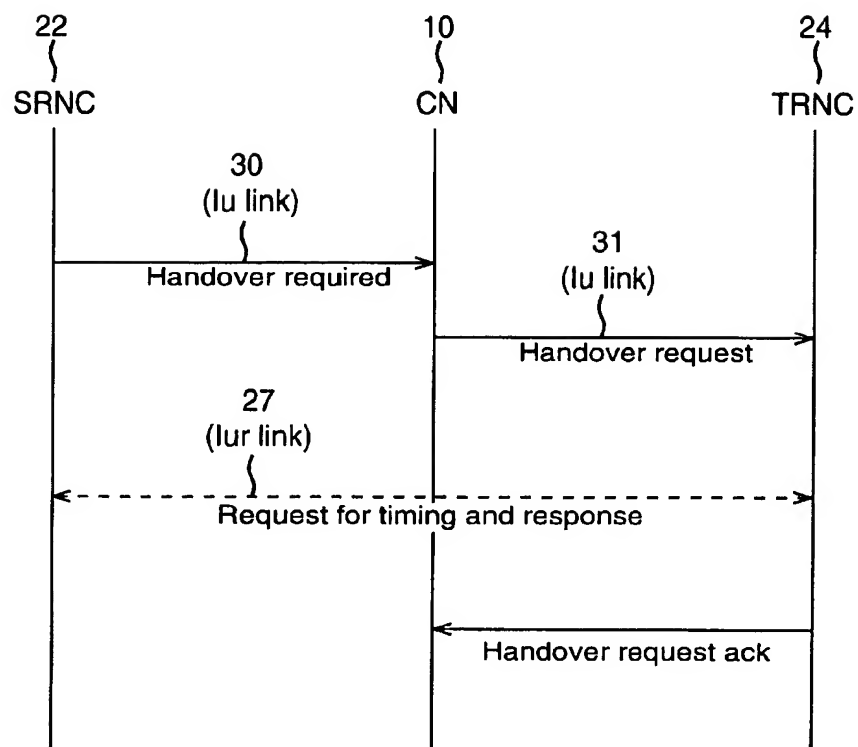 22
10
24
SRNC
CN
TRNC
30
(Iu link)
Handover required
31
(Iu link)
Handover request
27
(Iur link)
Request for timing and response
Handover request ack